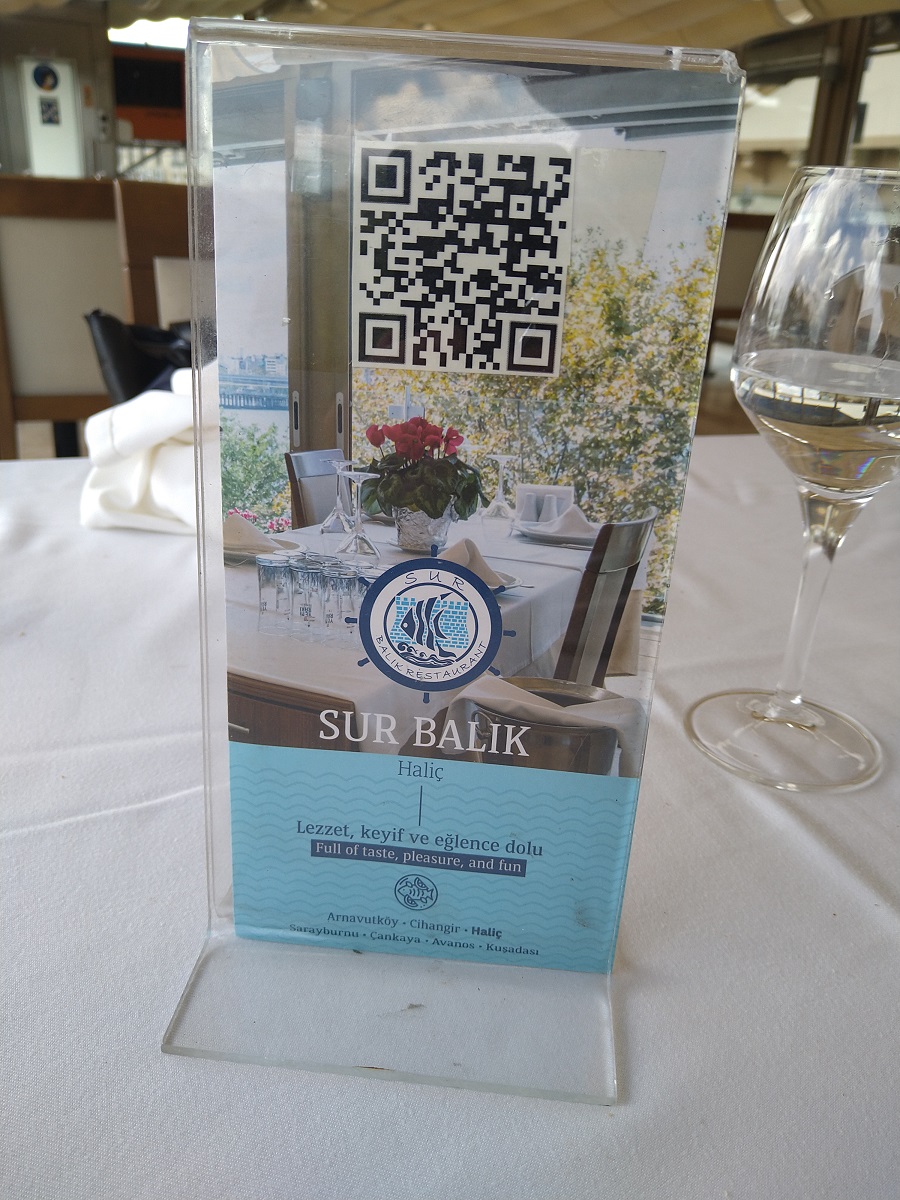 SUR
BALIK RESTAURANT
SUR BALIK
Haliç
Lezzet, keyif ve eğlence dolu
Full of taste, pleasure, and fun
Arnavutköy • Cihangir • Haliç
Sarayburnu • Çankaya • Avanos • Kuşadası